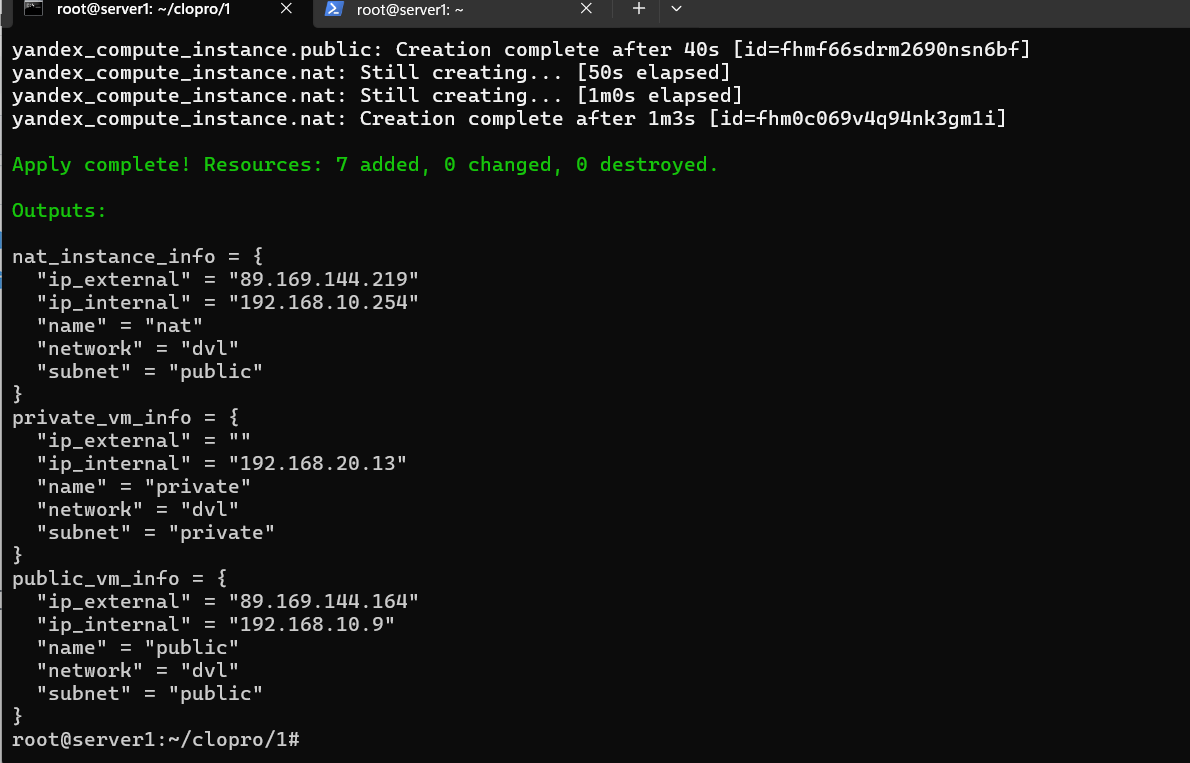 root@server1: ~/clopro/1
root@server1: ~
yandex_compute_instance.public: Creation complete after 40s [id=fhmf66sdrm2690nsn6bf]
yandex_compute_instance.nat: Still creating... [50s elapsed]
yandex_compute_instance.nat: Still creating... [1m0s elapsed]
yandex_compute_instance.nat: Creation complete after 1m3s [id=fhm0c069v4q94nk3gm1i]
Apply complete! Resources: 7 added, 0 changed, 0 destroyed.
Outputs:
nat_instance_info = {
  "ip_external" = "89.169.144.219"
  "ip_internal" = "192.168.10.254"
  "name" = "nat"
  "network" = "dvl"
  "subnet" = "public"
}
private_vm_info = {
  "ip_external" = ""
  "ip_internal" = "192.168.20.13"
  "name" = "private"
  "network" = "dvl"
  "subnet" = "private"
}
public_vm_info = {
  "ip_external" = "89.169.144.164"
  "ip_internal" = "192.168.10.9"
  "name" = "public"
  "network" = "dvl"
  "subnet" = "public"
}
root@server1:~/clopro/1#